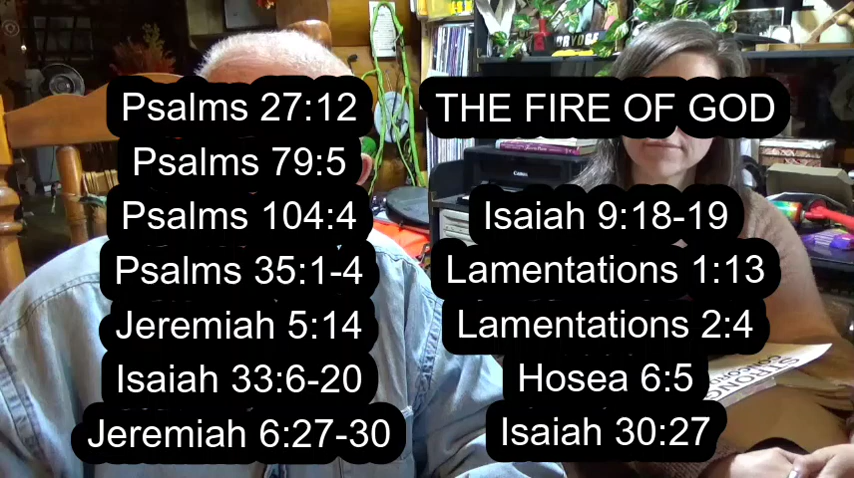 Psalms 27:12
Psalms 79:5
Psalms 104:4
Psalms 35:1-4
Jeremiah 5:14
Isaiah 33:6-20
Jeremiah 6:27-30
THE FIRE OF GOD
Isaiah 9:18-19
Lamentations 1:13
Lamentations 2:4
Hosea 6:5
Isaiah 30:27
Canon
STRONG